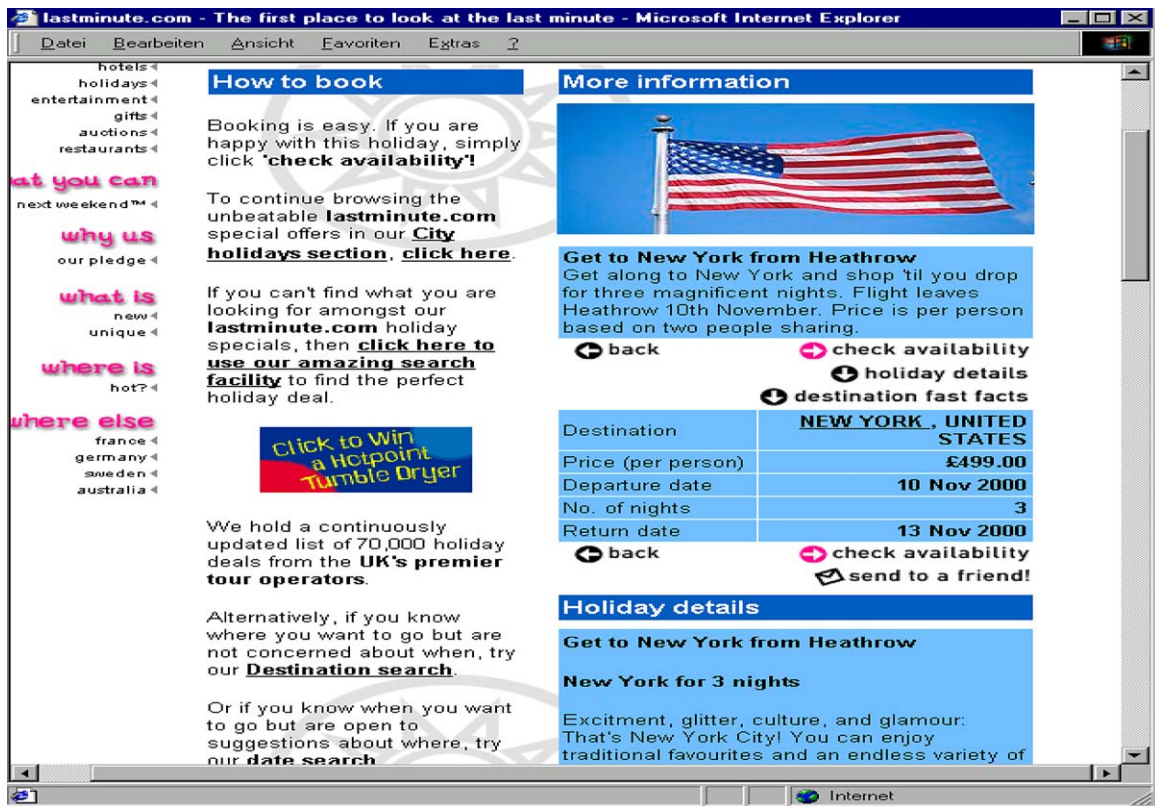 lastminute.com - The first place to look at the last minute - Microsoft Internet Explorer
Datei Bearbeiten Ansicht Favoriten Extras ?
hotels
holidays
entertainment
gifts
auctions
restaurants
at you can
next weekend™
why us
our pledge
what is
new
unique
where is
hot?
where else
france
germany
sweden
australia
How to book
Booking is easy. If you are
happy with this holiday, simply
click 'check availability'!
To continue browsing the
unbeatable lastminute.com
special offers in our City
holidays section, click here.
If you can't find what you are
looking for amongst our
lastminute.com holiday
specials, then click here to
use our amazing search
facility to find the perfect
holiday deal.
Click to Win
a Hotpoint
Tumble Dryer
We hold a continuously
updated list of 70,000 holiday
deals from the UK's premier
tour operators.
Alternatively, if you know
where you want to go but are
not concerned about when, try
our Destination search.
Or if you know when you want
to go but are open to
suggestions about where, try
our date search
More information
Get to New York from Heathrow
Get along to New York and shop 'til you drop
for three magnificent nights. Flight leaves
Heathrow 10th November. Price is per person
based on two people sharing.
back check availability
holiday details
destination fast facts
Destination NEW YORK , UNITED
STATES
Price (per person) £499.00
Departure date 10 Nov 2000
No. of nights 3
Return date 13 Nov 2000
back check availability
send to a friend!
Holiday details
Get to New York from Heathrow
New York for 3 nights
Excitment, glitter, culture, and glamour:
That's New York City! You can enjoy
traditional favourites and an endless variety of
Internet